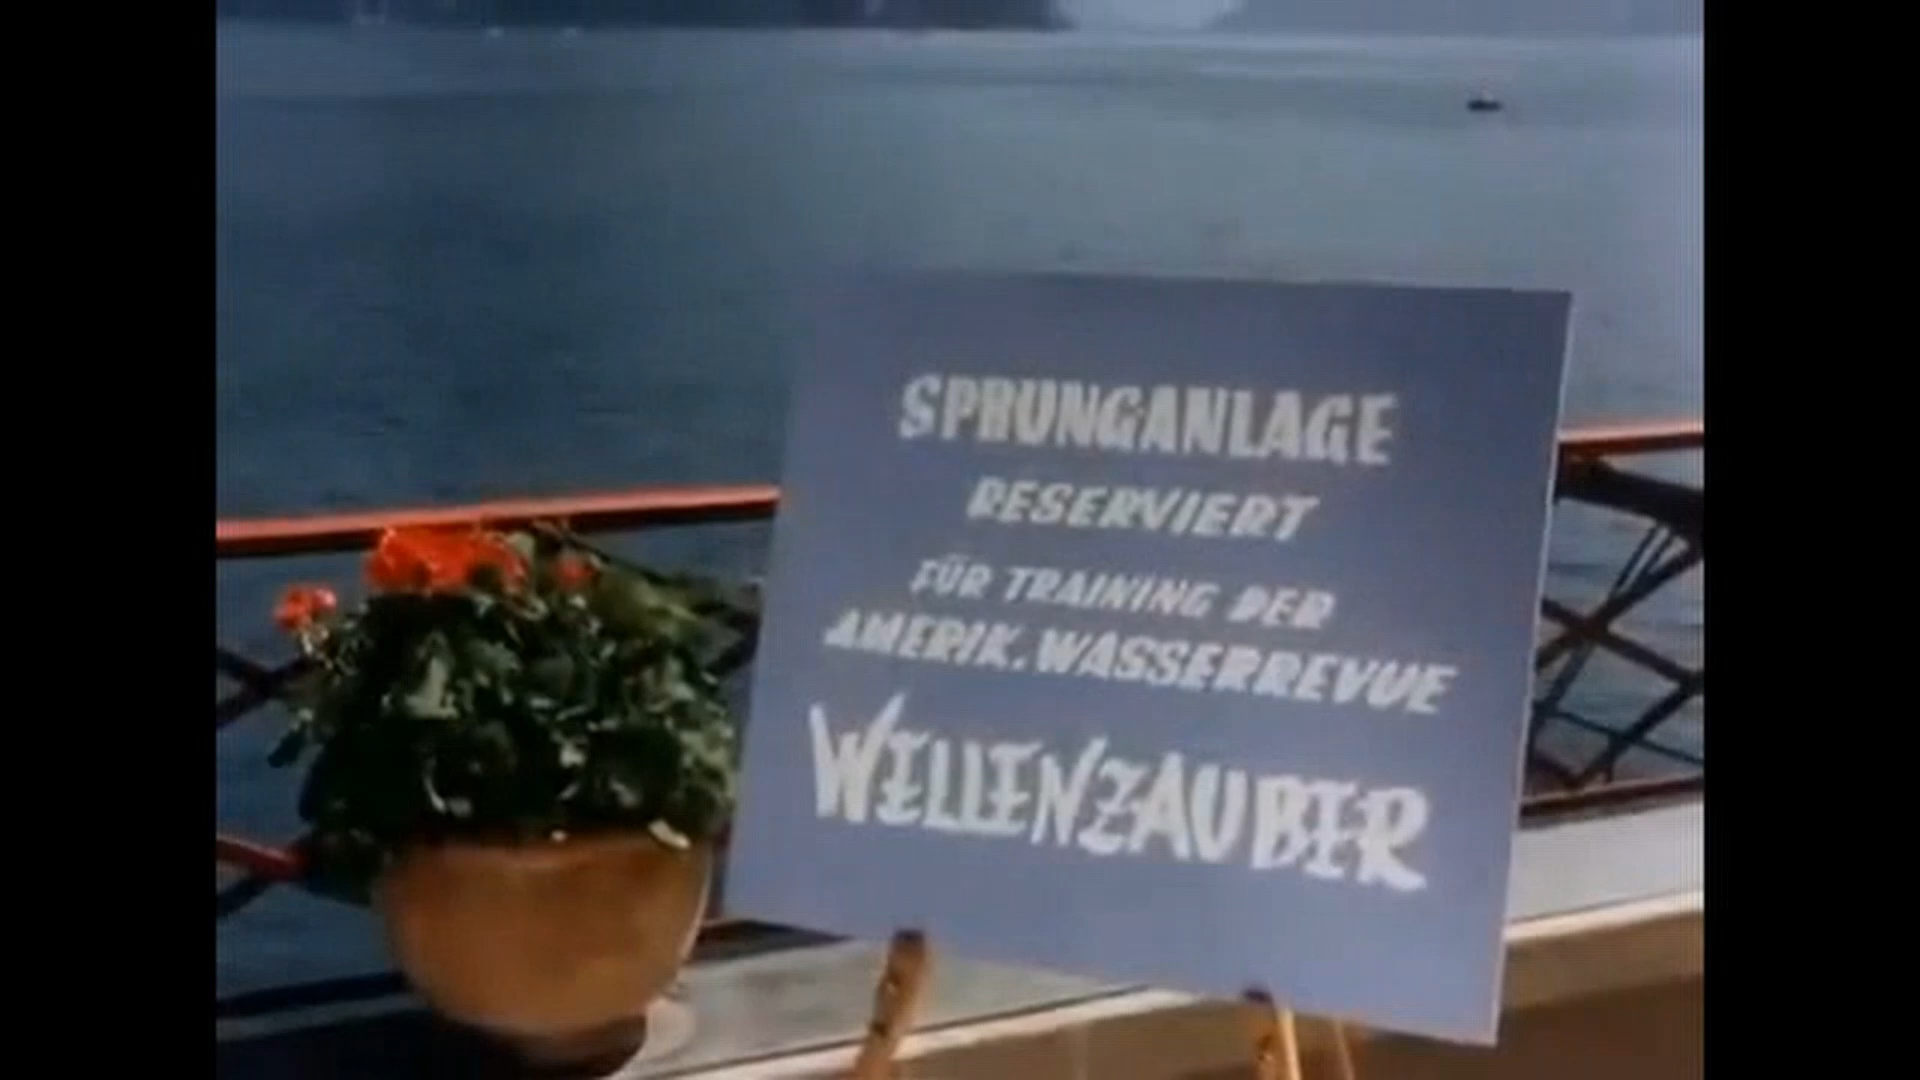 SPRUNGANLAGE
RESERVIERT
FÜR TRAINING DER
AMERIK. WASSERREVUE
WELLENZAUBER